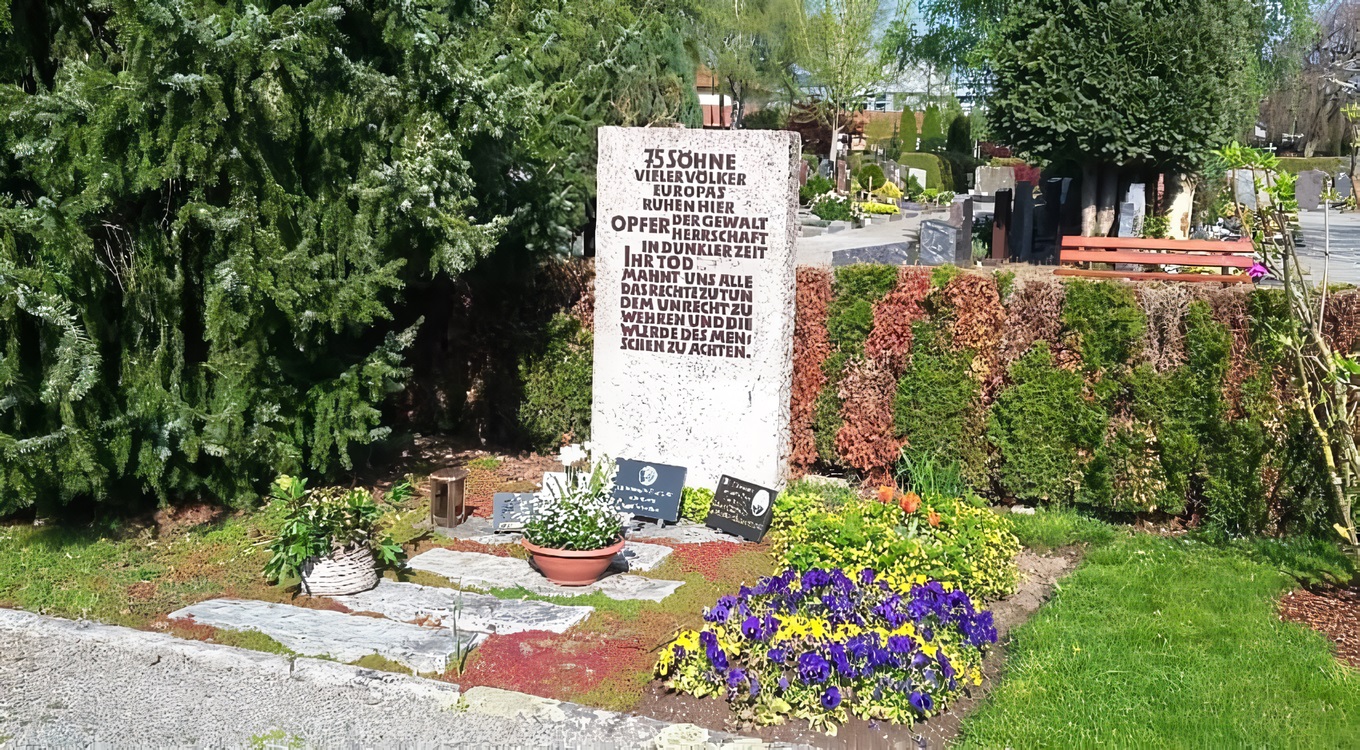 75 SÖHNE
VIELER VÖLKER
EUROPAS
RUHEN HIER
OPFER DER GEWALT
HERRSCHAFT
IN DUNKLER ZEIT
IHR TOD
MAHNT UNS ALLE
DAS RECHTE ZU TUN
DEM UNRECHT ZU
WEHREN UND DIE
WÜRDE DES MEN-
SCHEN ZU ACHTEN.